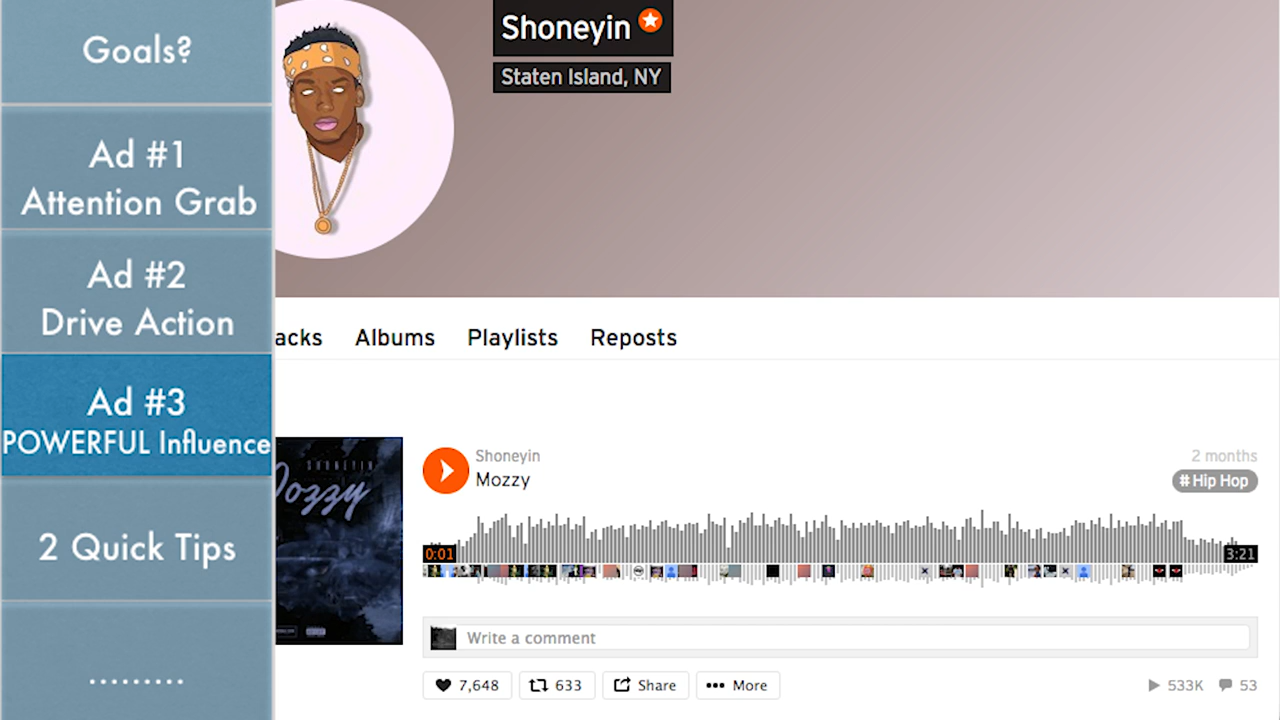 Goals?
Ad #1
Attention Grab
Ad #2
Drive Action
Ad #3
POWERFUL Influence
2 Quick Tips
.........
Shoneyin
Staten Island, NY
acks
Albums
Playlists
Reposts
SHONEYIN
ozzy
Shoneyin
Mozzy
2 months
# Hip Hop
0:01
3:21
Write a comment
7,648
633
Share
More
533K
53